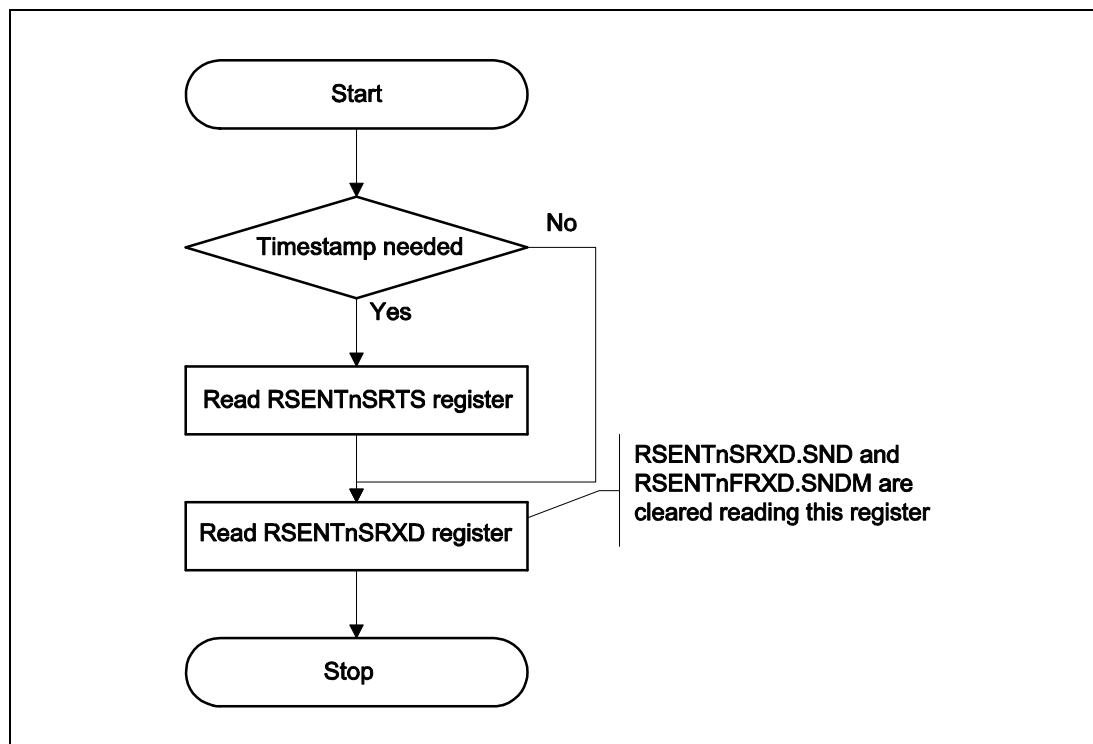 Start
Timestamp needed
No
Yes
Read RSENTnSRTS register
RSENTnSRXD.SND and
RSENTnFRXD.SNDM are
cleared reading this register
Read RSENTnSRXD register
Stop